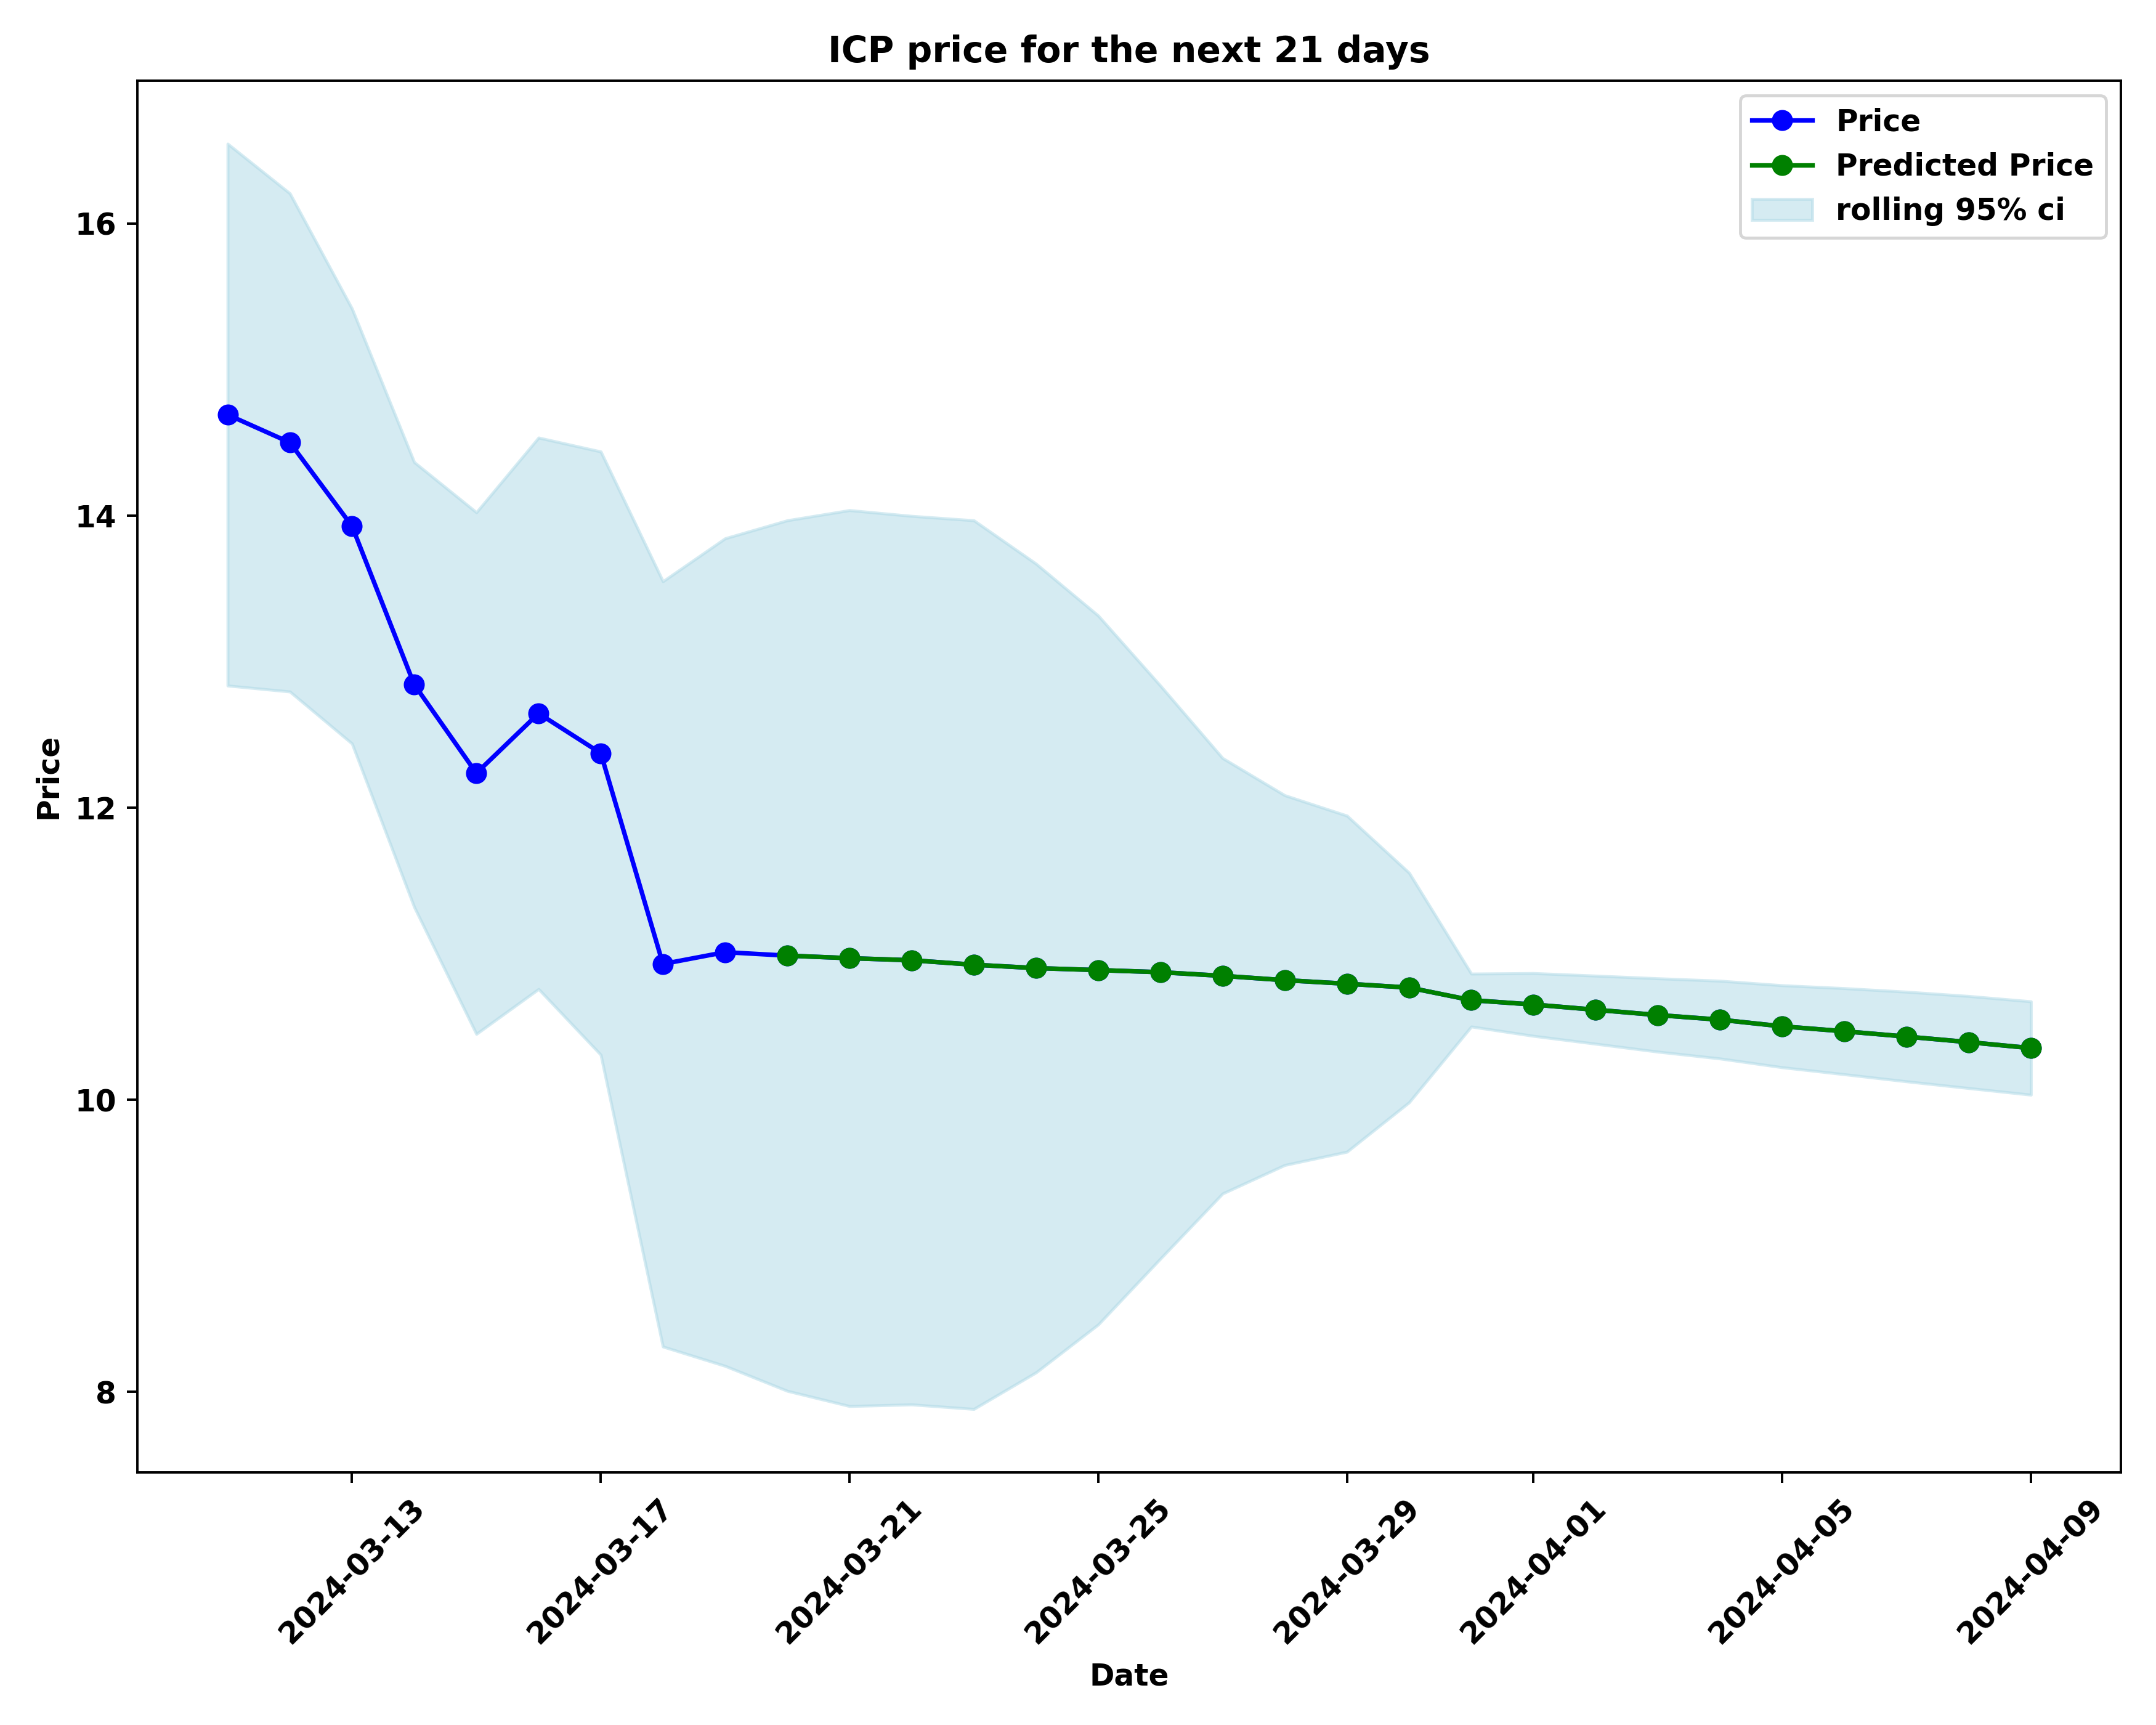 ICP price for the next 21 days
Price
Predicted Price
rolling 95% ci
16
14
12
10
8
Price
2024-03-13
2024-03-17
2024-03-21
2024-03-25
2024-03-29
2024-04-01
2024-04-05
2024-04-09
Date